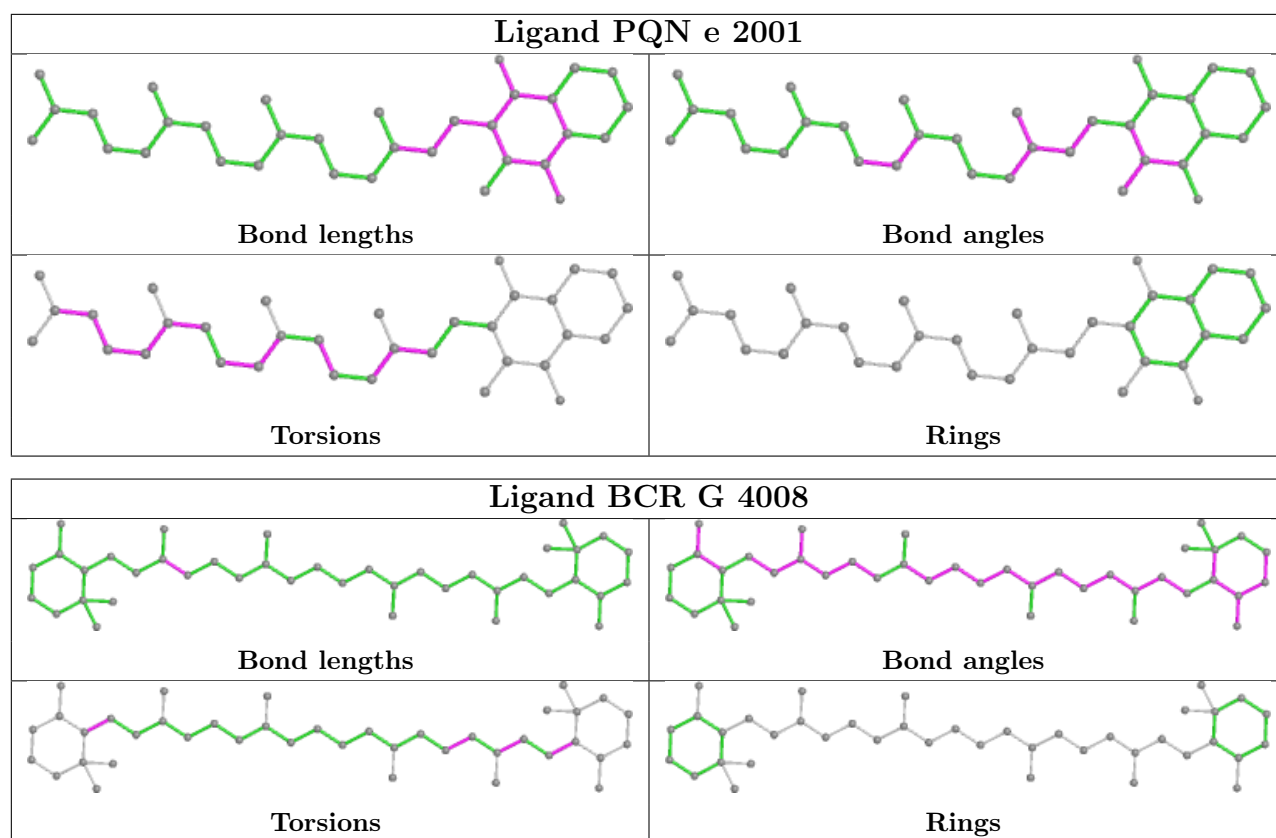 Ligand PQN e 2001
Bond lengths
Bond angles
Torsions
Rings
Ligand BCR G 4008
Bond lengths
Bond angles
Torsions
Rings